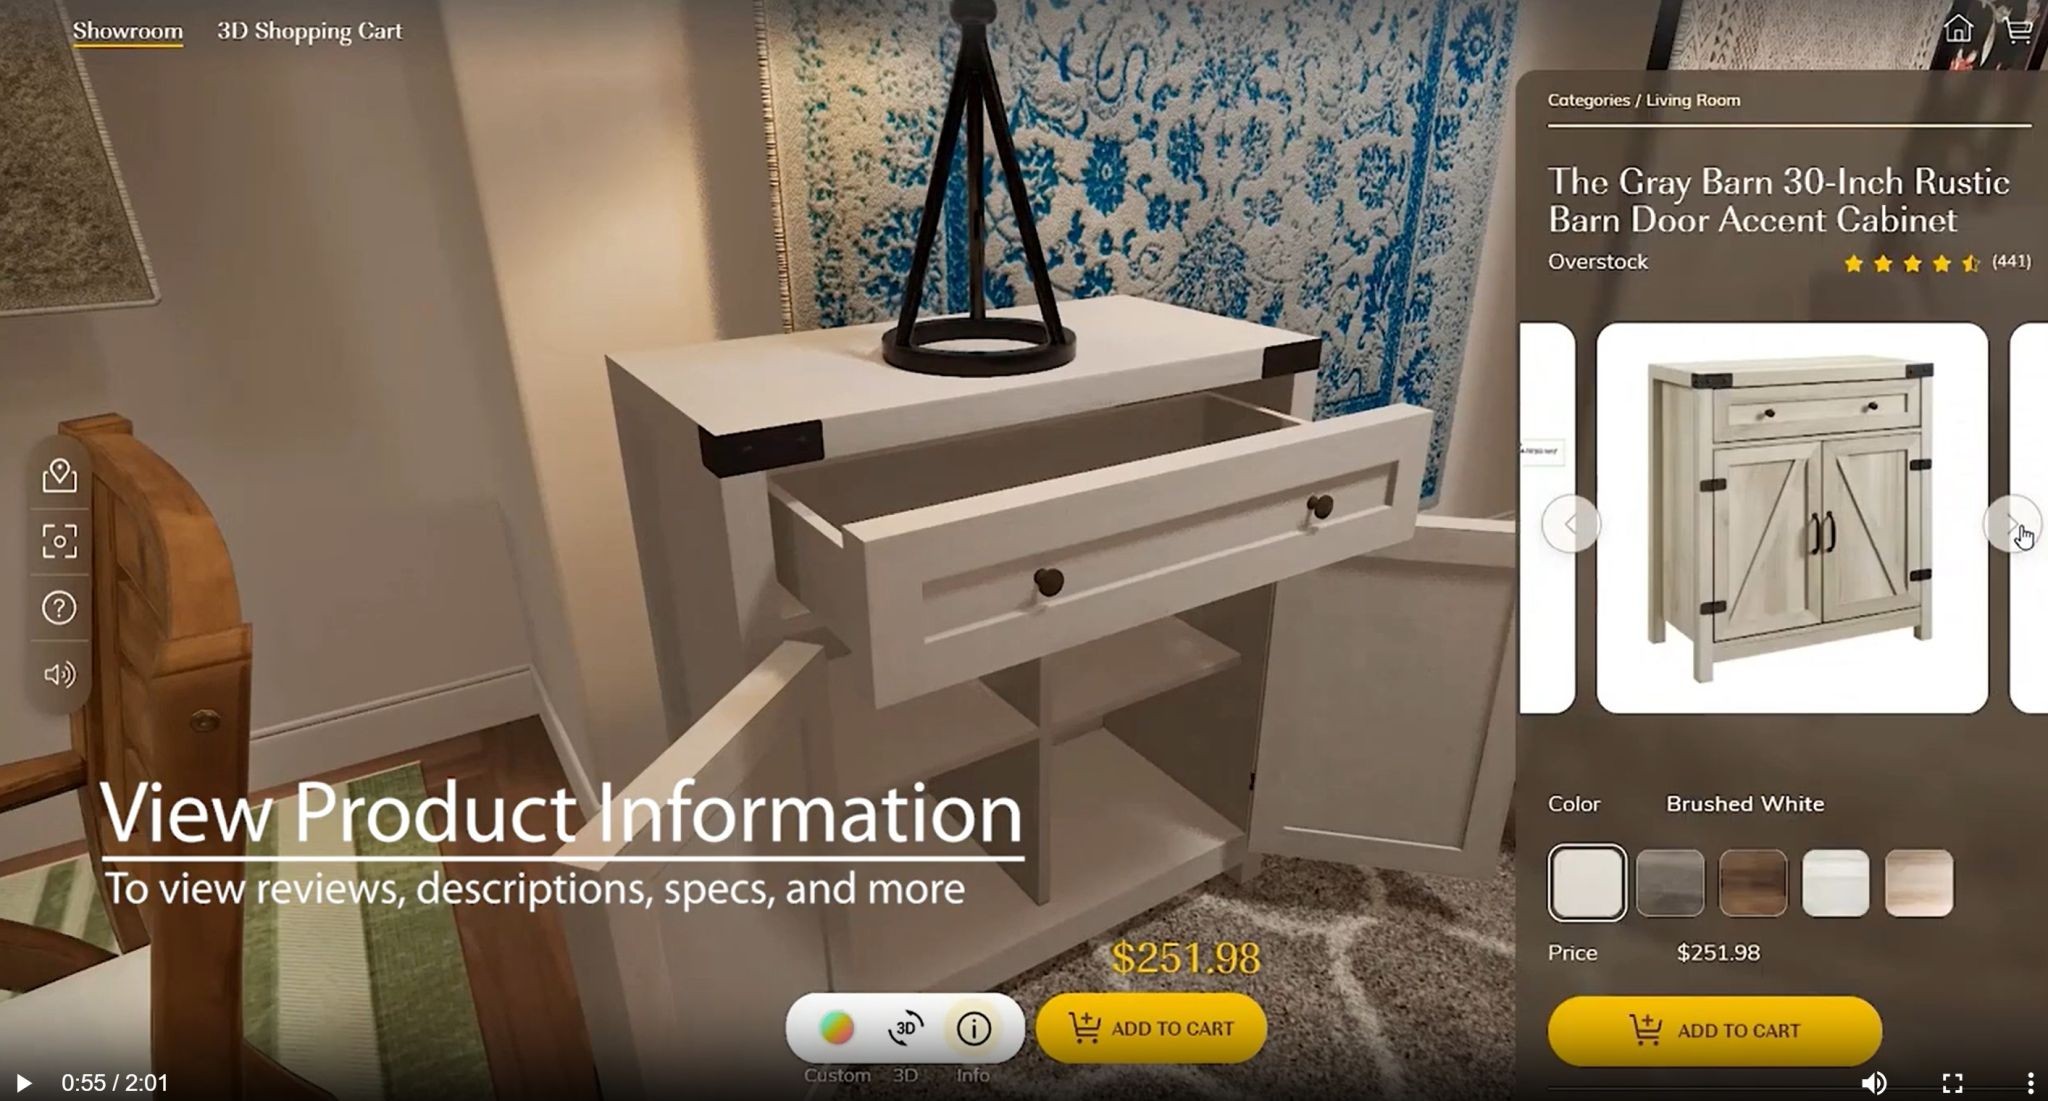 Showroom
3D Shopping Cart
Categories / Living Room
The Gray Barn 30-Inch Rustic
Barn Door Accent Cabinet
Overstock
(441)
Color
Brushed White
Price
$251.98
ADD TO CART
View Product Information
To view reviews, descriptions, specs, and more
$251.98
3D
ADD TO CART
Custom
3D
Info
0:55 / 2:01